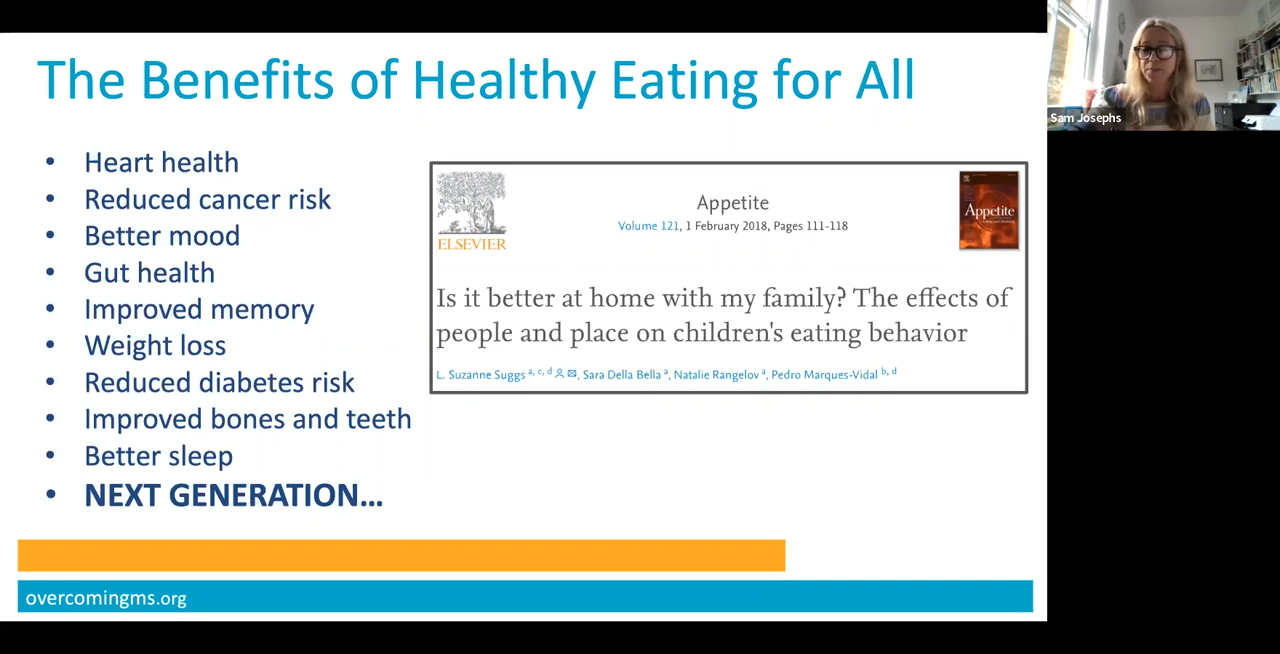 The Benefits of Healthy Eating for All
Sam Josephs
• Heart health
• Reduced cancer risk
• Better mood
• Gut health
• Improved memory
• Weight loss
• Reduced diabetes risk
• Improved bones and teeth
• Better sleep
• NEXT GENERATION…
ELSEVIER
Appetite
Volume 121, 1 February 2018, Pages 111-118
Appetite
Is it better at home with my family? The effects of
people and place on children's eating behavior
L. Suzanne Suggs a, c, d, Sara Della Bella a, Natalie Rangelov a, Pedro Marques-Vidal b, d
overcomingms.org